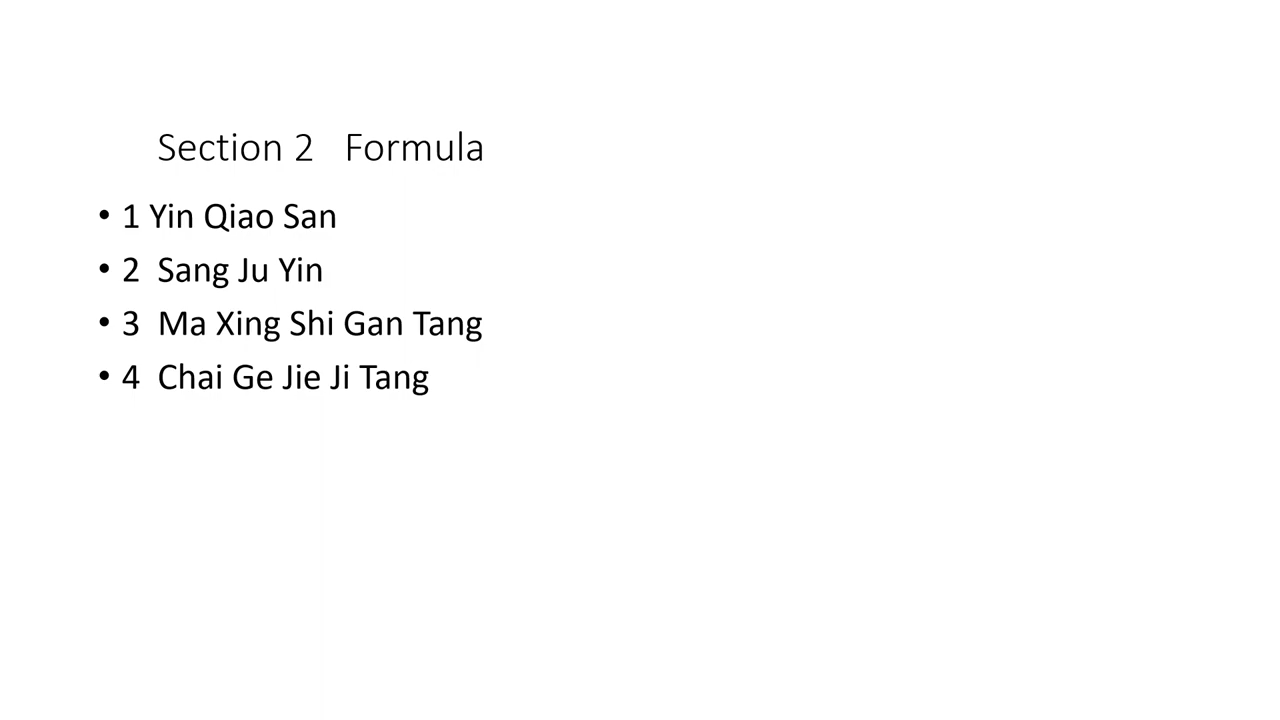 Section 2   Formula
• 1 Yin Qiao San
• 2  Sang Ju Yin
• 3  Ma Xing Shi Gan Tang
• 4  Chai Ge Jie Ji Tang